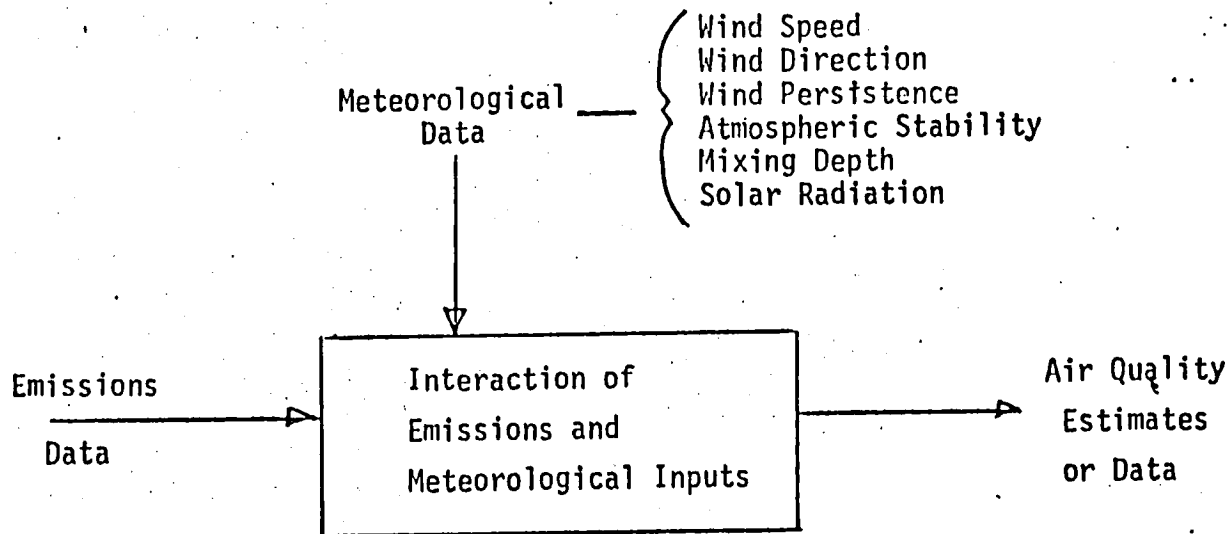 Wind Speed
Wind Direction
Wind Persistence
Atmospheric Stability
Mixing Depth
Solar Radiation
Meteorological
Data
Emissions
Data
Interaction of
Emissions and
Meteorological Inputs
Air Quality
Estimates
or Data